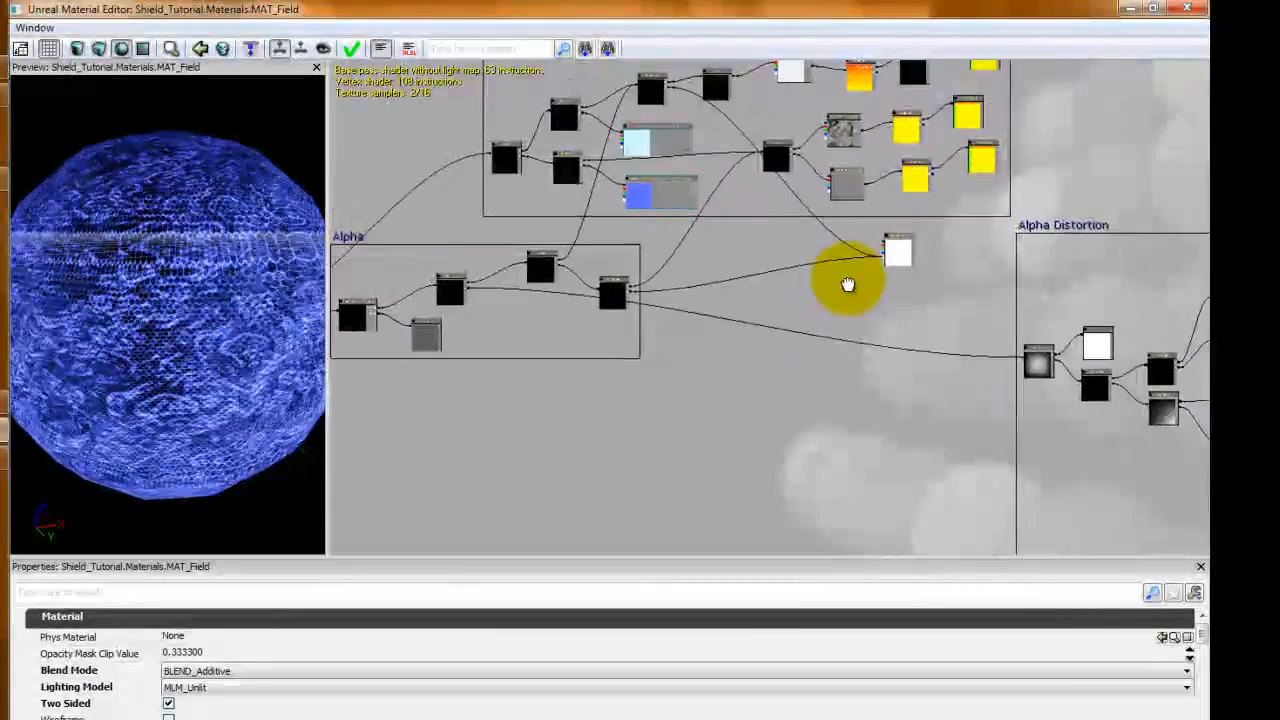 Unreal Material Editor: Shield_Tutorial.Materials.MAT_Field
Window
Preview: Shield_Tutorial.Materials.MAT_Field
Base pass shader without light map: 63 instructions
Vertex shader: 108 instructions
Texture samplers: 2/16
Alpha
Alpha Distortion
X
Y
Properties: Shield_Tutorial.Materials.MAT_Field
Material
Phys Material None
Opacity Mask Clip Value 0.333300
Blend Mode BLEND_Additive
Lighting Model MLM_Unlit
Two Sided
Wireframe